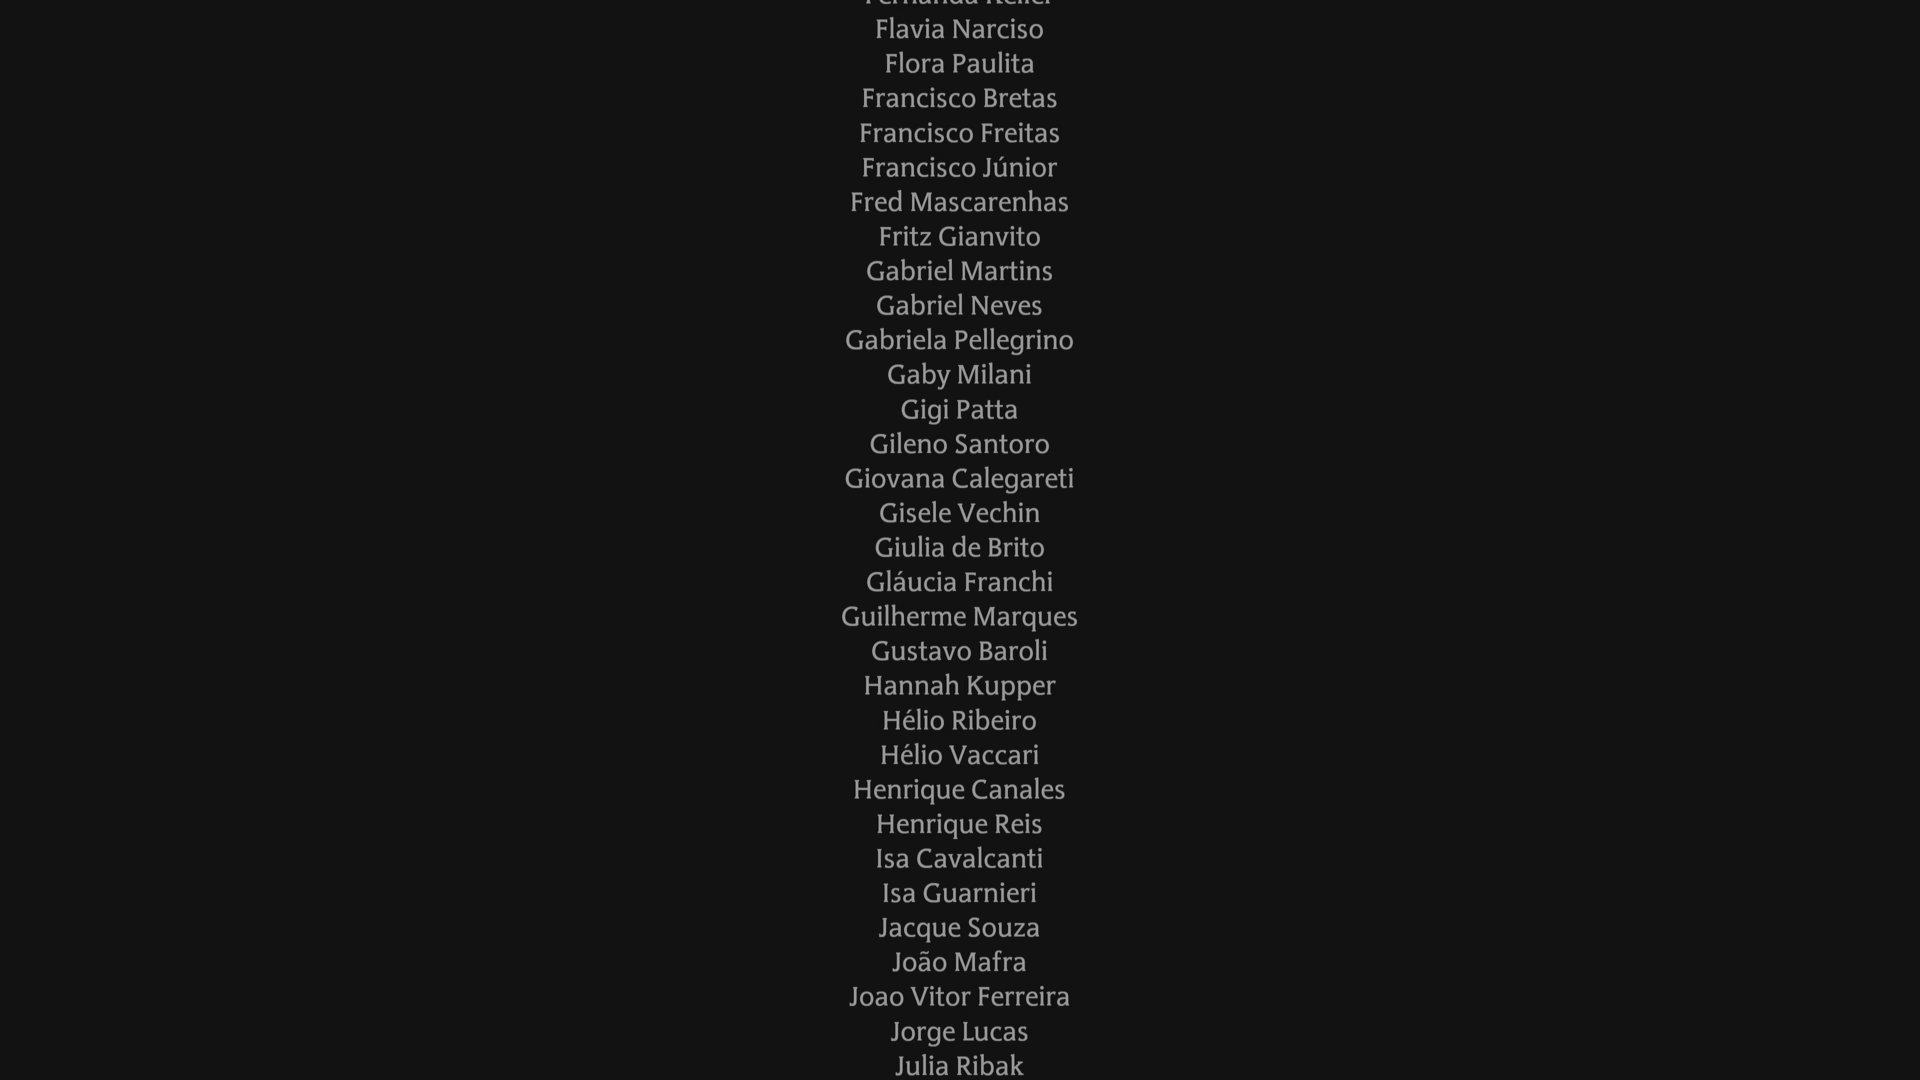 Fernanda Keller
Flavia Narciso
Flora Paulita
Francisco Bretas
Francisco Freitas
Francisco Júnior
Fred Mascarenhas
Fritz Gianvito
Gabriel Martins
Gabriel Neves
Gabriela Pellegrino
Gaby Milani
Gigi Patta
Gileno Santoro
Giovana Calegareti
Gisele Vechin
Giulia de Brito
Gláucia Franchi
Guilherme Marques
Gustavo Baroli
Hannah Kupper
Hélio Ribeiro
Hélio Vaccari
Henrique Canales
Henrique Reis
Isa Cavalcanti
Isa Guarnieri
Jacque Souza
João Mafra
Joao Vitor Ferreira
Jorge Lucas
Julia Ribak